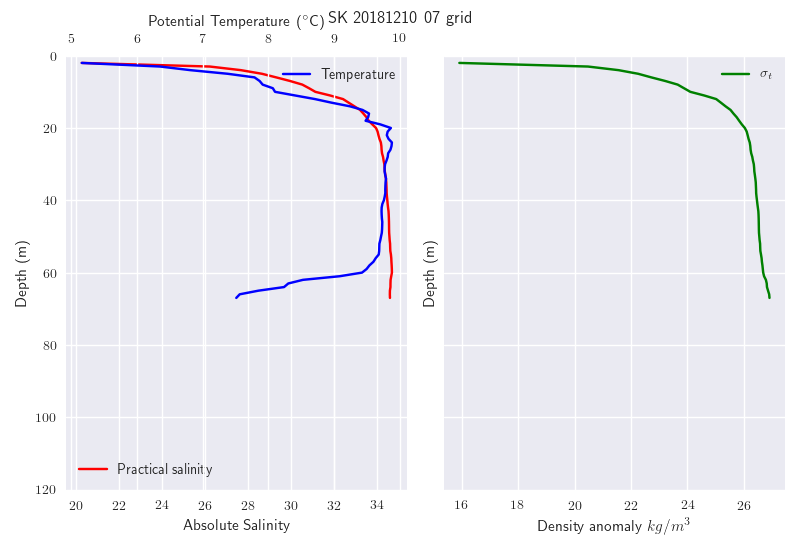 SK 20181210 07 grid
Potential Temperature (°C)
5 6 7 8 9 10
Temperature
σt
0
20
40
60
80
100
120
Depth (m)
Depth (m)
Practical salinity
20 22 24 26 28 30 32 34
16 18 20 22 24 26
Absolute Salinity
Density anomaly kg/m³